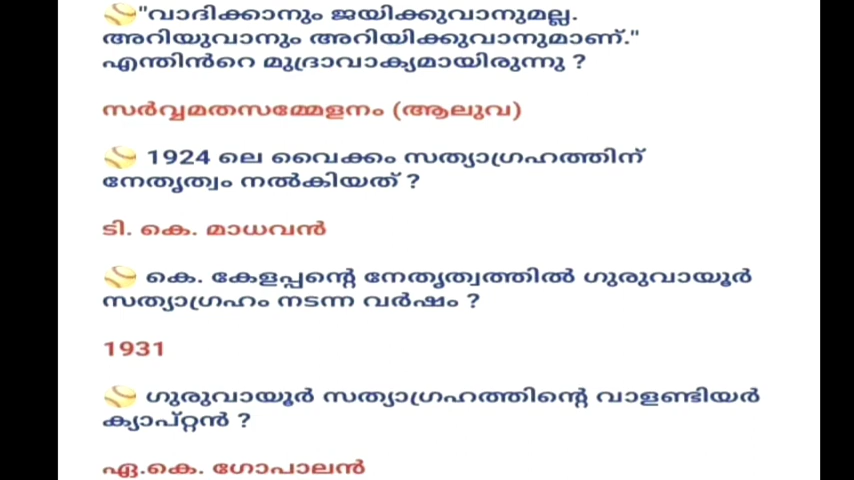 "വാദിക്കാനും ജയിക്കുവാനുമല്ല.
അറിയുവാനും അറിയിക്കുവാനുമാണ്."
എന്തിൻറെ മുദ്രാവാക്യമായിരുന്നു ?
സർവ്വമതസമ്മേളനം (ആലുവ)
1924 ലെ വൈക്കം സത്യാഗ്രഹത്തിന്
നേതൃത്വം നൽകിയത് ?
ടി. കെ. മാധവൻ
കെ. കേളപ്പന്റെ നേതൃത്വത്തിൽ ഗുരുവായൂർ
സത്യാഗ്രഹം നടന്ന വർഷം ?
1931
ഗുരുവായൂർ സത്യാഗ്രഹത്തിന്റെ വാളണ്ടിയർ
ക്യാപ്റ്റൻ ?
ഏ.കെ. ഗോപാലൻ